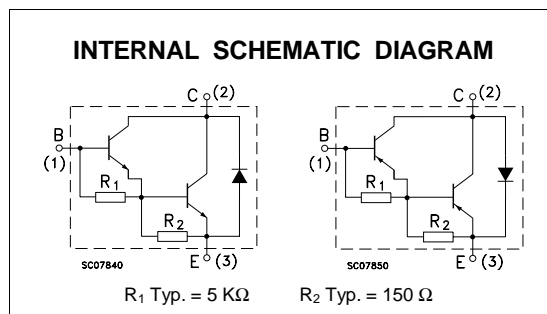 INTERNAL SCHEMATIC DIAGRAM
C (2)
B
(1)
R1
R2
SC07840
E (3)
C (2)
B
(1)
R1
R2
SC07850
E (3)
R1 Typ. = 5 KΩ R2 Typ. = 150 Ω